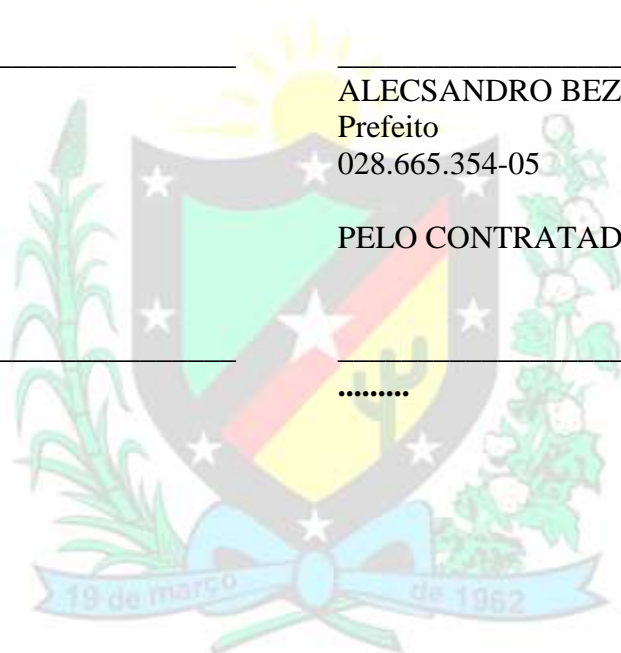 ALECSANDRO BEZ
Prefeito
028.665.354-05
PELO CONTRATAD
.........
19 de março de 1962